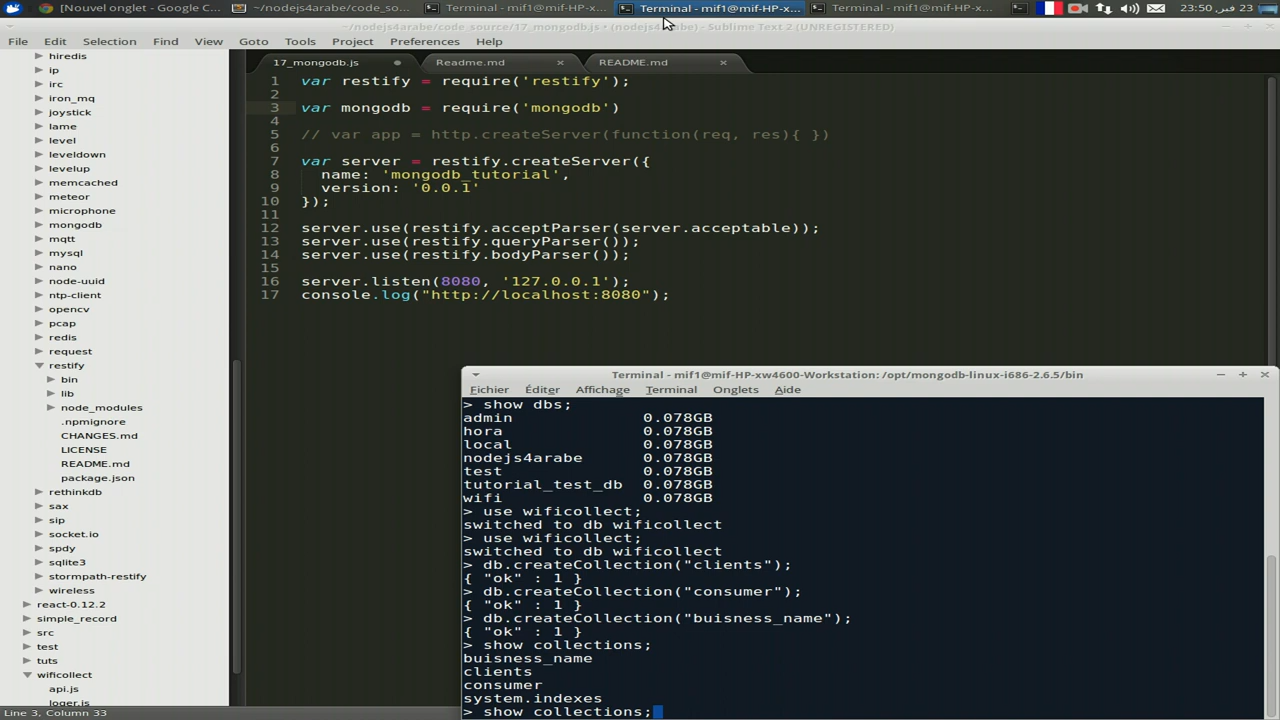 [Nouvel onglet] - Google C...
~/nodejs4arabe/code_so...
Terminal - mif1@mif-HP-x...
Terminal - mif1@mif-HP-x...
Terminal - mif1@mif-HP-x...
23:50 ,فبر 23
~/nodejs4arabe/code_source/17_mongodb.js • (nodejs4arabe) - Sublime Text 2 (UNREGISTERED)
File Edit Selection Find View Goto Tools Project Preferences Help
17_mongodb.js
Readme.md
README.md
hiredis
ip
irc
iron_mq
joystick
lame
level
leveldown
levelup
memcached
meteor
microphone
mongodb
mqtt
mysql
nano
node-uuid
ntp-client
opencv
pcap
redis
request
restify
bin
lib
node_modules
.npmignore
CHANGES.md
LICENSE
README.md
package.json
rethinkdb
sax
sip
socket.io
spdy
sqlite3
stormpath-restify
wireless
react-0.12.2
simple_record
src
test
tuts
wificollect
api.js
loger.js
1 var restify = require('restify');
2
3 var mongodb = require('mongodb')
4
5 // var app = http.createServer(function(req, res){ })
6
7 var server = restify.createServer({
8 name: 'mongodb_tutorial',
9 version: '0.0.1'
10 });
11
12 server.use(restify.acceptParser(server.acceptable));
13 server.use(restify.queryParser());
14 server.use(restify.bodyParser());
15
16 server.listen(8080, '127.0.0.1');
17 console.log("http://localhost:8080");
Terminal - mif1@mif-HP-xw4600-Workstation: /opt/mongodb-linux-i686-2.6.5/bin
Fichier Éditer Affichage Terminal Onglets Aide
> show dbs;
admin 0.078GB
hora 0.078GB
local 0.078GB
nodejs4arabe 0.078GB
test 0.078GB
tutorial_test_db 0.078GB
wifi 0.078GB
> use wificollect;
switched to db wificollect
> use wificollect;
switched to db wificollect
> db.createCollection("clients");
{ "ok" : 1 }
> db.createCollection("consumer");
{ "ok" : 1 }
> db.createCollection("buisness_name");
{ "ok" : 1 }
> show collections;
buisness_name
clients
consumer
system.indexes
> show collections;
Line 3, Column 33